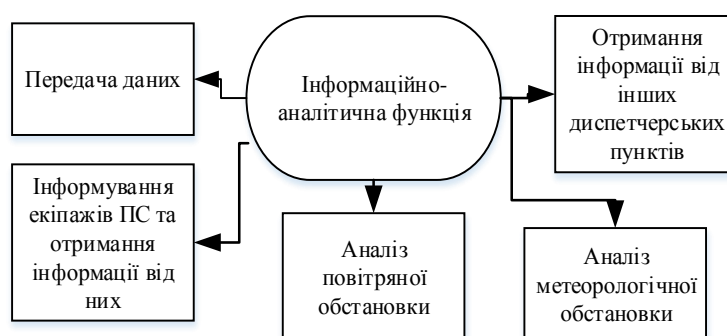 Передача даних
Інформаційно-
аналітична функція
Отримання
інформації від
інших
диспетчерських
пунктів
Інформування
екіпажів ПС та
отримання
інформації від
них
Аналіз
повітряної
обстановки
Аналіз
метеорологічної
обстановки